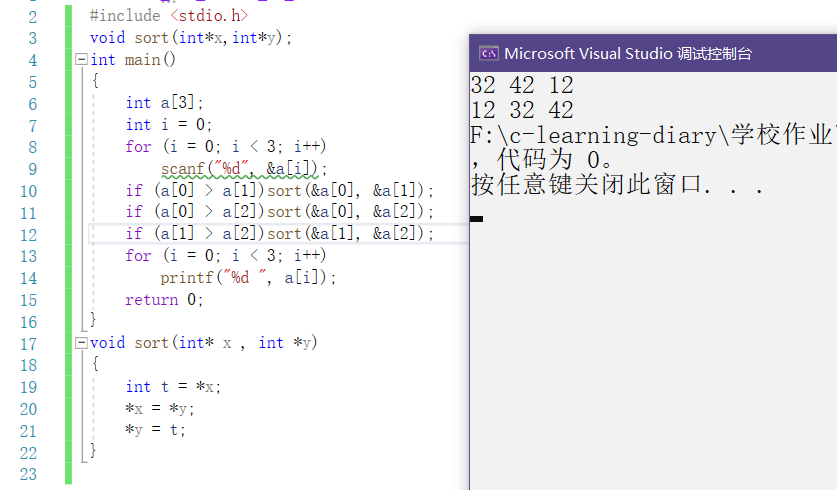 2 #include <stdio.h>
3 void sort(int*x,int*y);
4 int main()
5 {
6 int a[3];
7 int i = 0;
8 for (i = 0; i < 3; i++)
9 scanf("%d", &a[i]);
10 if (a[0] > a[1])sort(&a[0], &a[1]);
11 if (a[0] > a[2])sort(&a[0], &a[2]);
12 if (a[1] > a[2])sort(&a[1], &a[2]);
13 for (i = 0; i < 3; i++)
14 printf("%d ", a[i]);
15 return 0;
16 }
17 void sort(int* x , int *y)
18 {
19 int t = *x;
20 *x = *y;
21 *y = t;
22 }
23
Microsoft Visual Studio 调试控制台
32 42 12
12 32 42
F:\c-learning-diary\学校作业
, 代码为 0。
按任意键关闭此窗口. . .